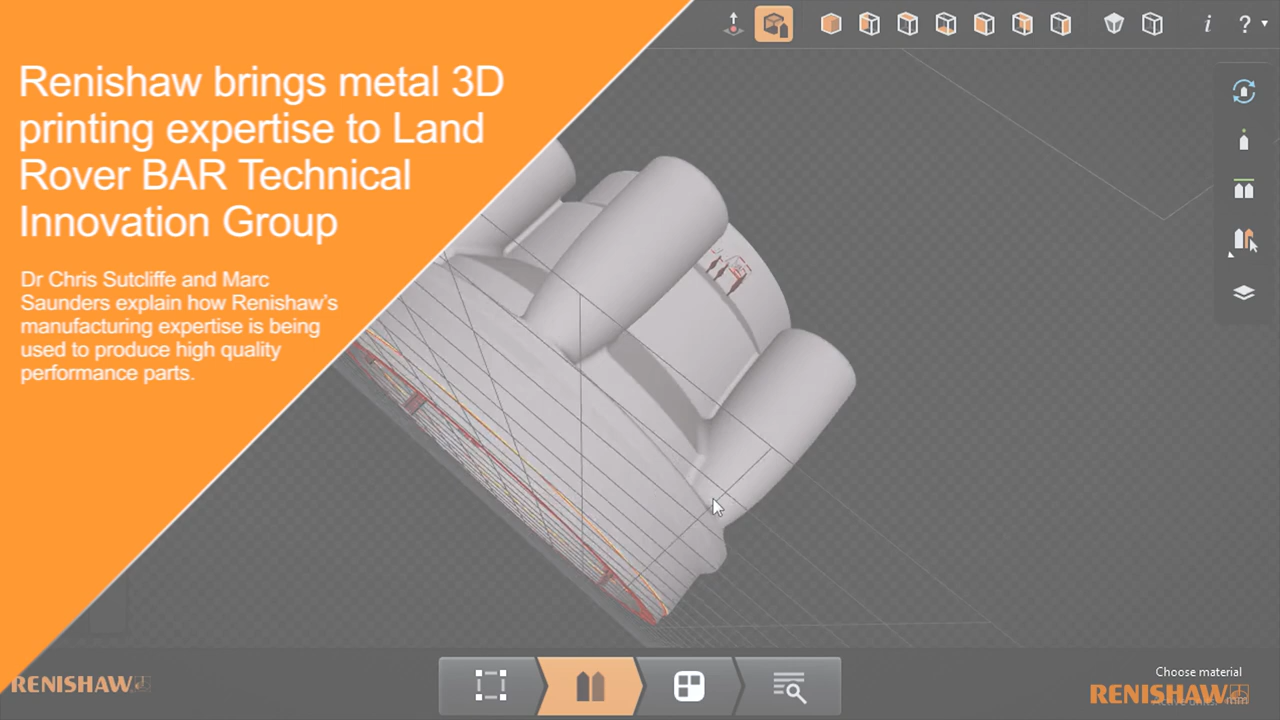 Renishaw brings metal 3D
printing expertise to Land
Rover BAR Technical
Innovation Group
Dr Chris Sutcliffe and Marc
Saunders explain how Renishaw's
manufacturing expertise is being
used to produce high quality
performance parts.
i ?
RENISHAW
Choose material
RENISHAW